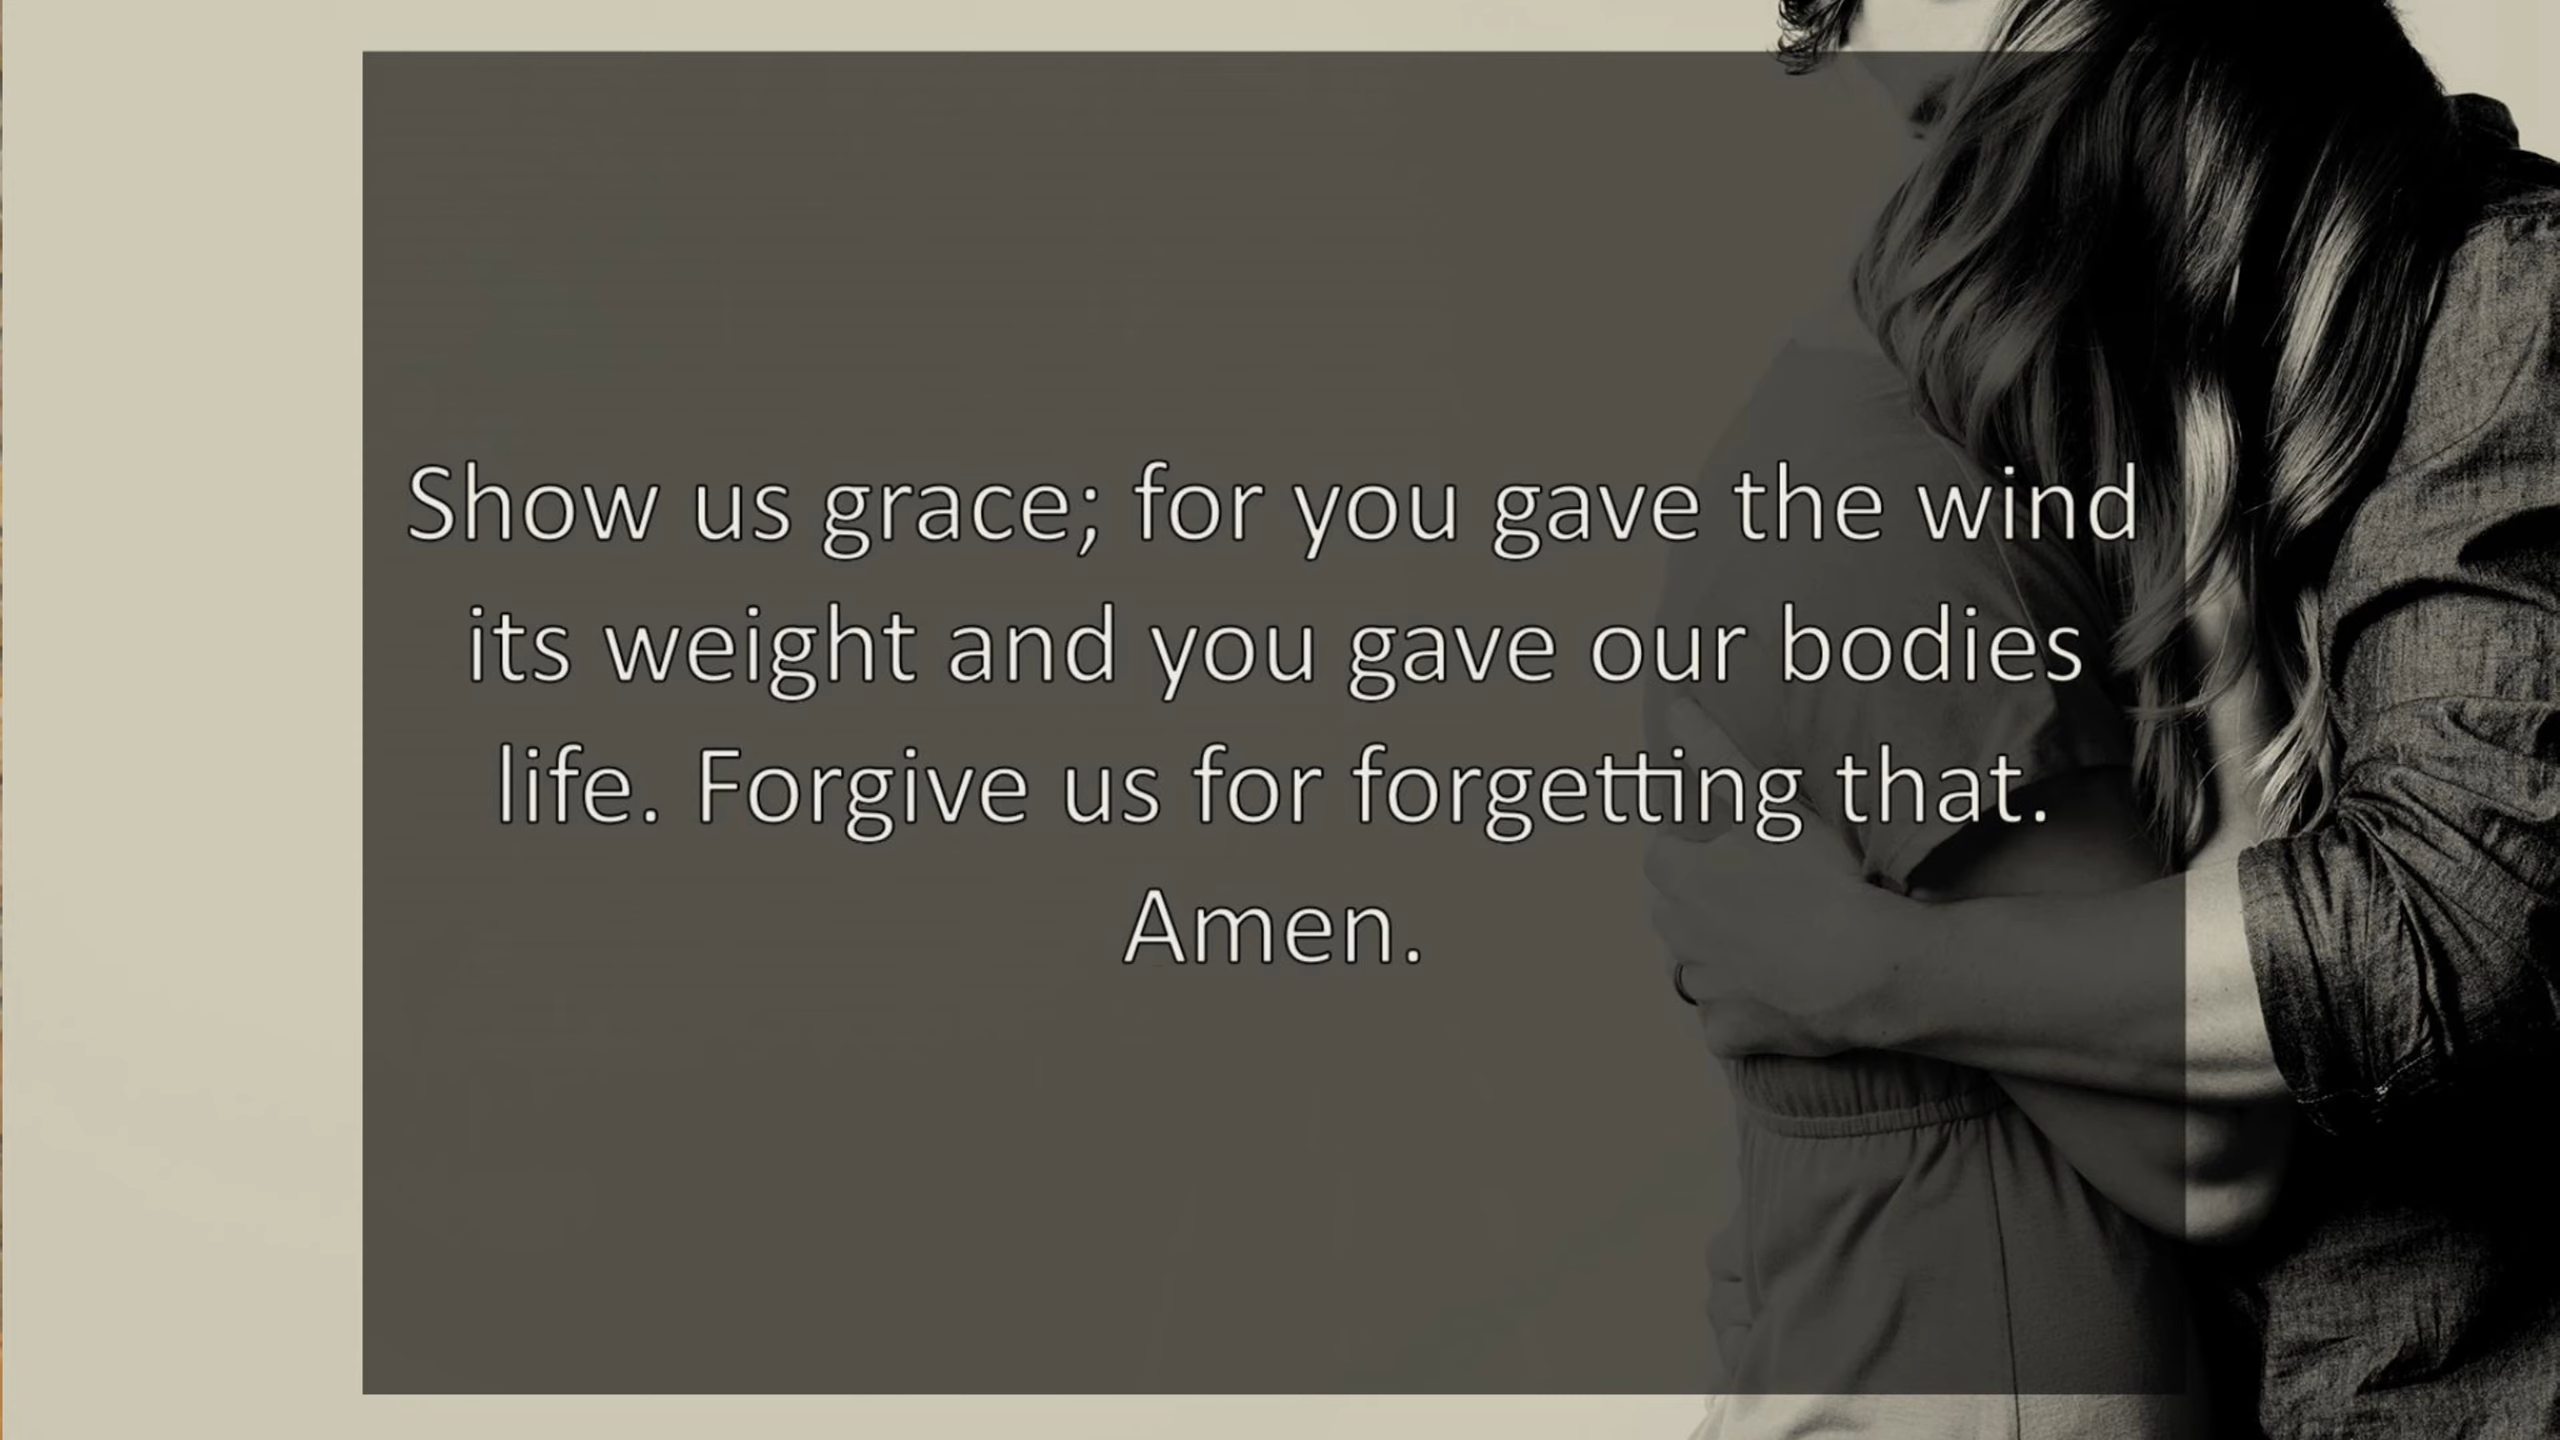 Show us grace; for you gave the wind
its weight and you gave our bodies
life. Forgive us for forgetting that.
Amen.